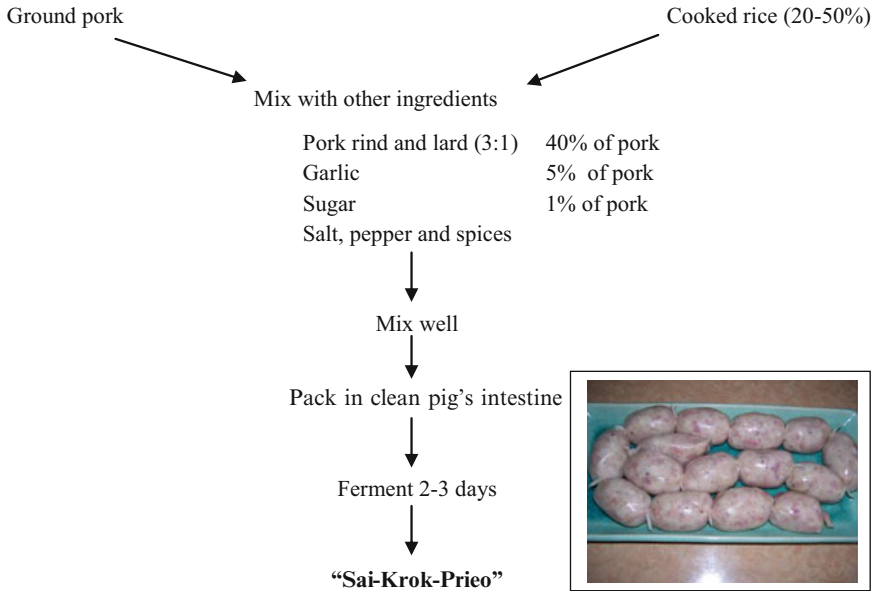 Ground pork
Cooked rice (20-50%)
Mix with other ingredients
Pork rind and lard (3:1) 40% of pork
Garlic 5% of pork
Sugar 1% of pork
Salt, pepper and spices
Mix well
Pack in clean pig's intestine
Ferment 2-3 days
“Sai-Krok-Prieo”